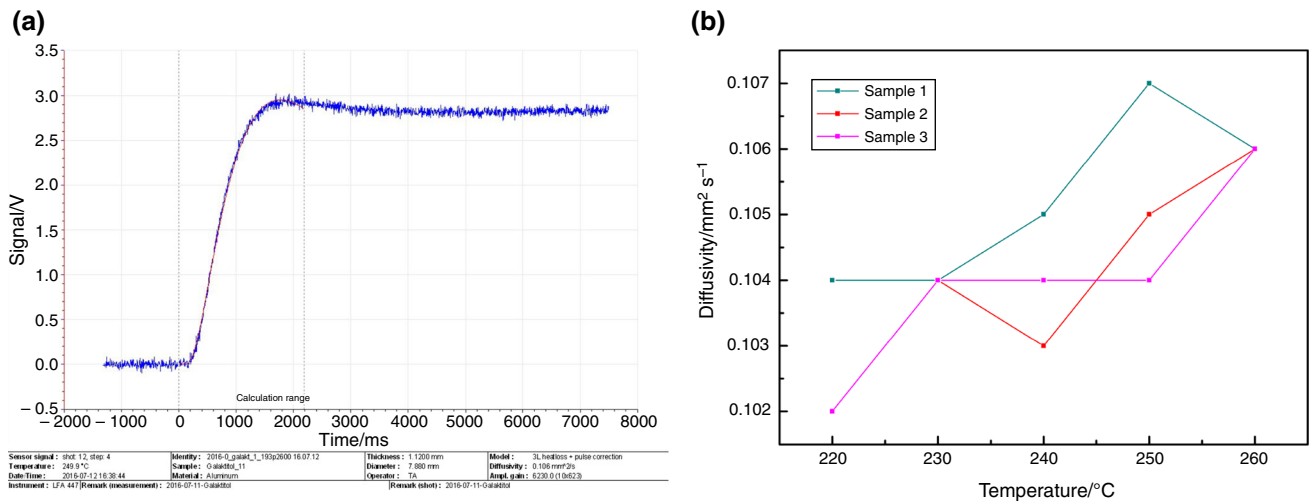 (a)
3.5
3.0
2.5
2.0
1.5
1.0
0.5
0.0
– 0.5
Signal/V
– 2000 – 1000 0 1000 2000 3000 4000 5000 6000 7000 8000
Calculation range
Time/ms
Sensor signal : shot: 12, step: 4 Identity : 2016-0_galakt_1_193p2600 16.07.12 Thickness : 1.1200 mm Model : 3L heatloss + pulse correction
Temperature : 249.9 °C Sample : Galaktitol_11 Diameter : 7.880 mm Diffusivity : 0.106 mm^2/s
Date/Time : 2016-07-12 16:38:44 Material : Aluminum Operator : TA Ampl. gain : 6230.0 (10x623)
Instrument : LFA 447 Remark (measurement) : 2016-07-11-Galaktitol Remark (shot) : 2016-07-11-Galaktitol
(b)
0.107
0.106
0.105
0.104
0.103
0.102
Diffusivity/mm² s⁻¹
Sample 1
Sample 2
Sample 3
220 230 240 250 260
Temperature/°C